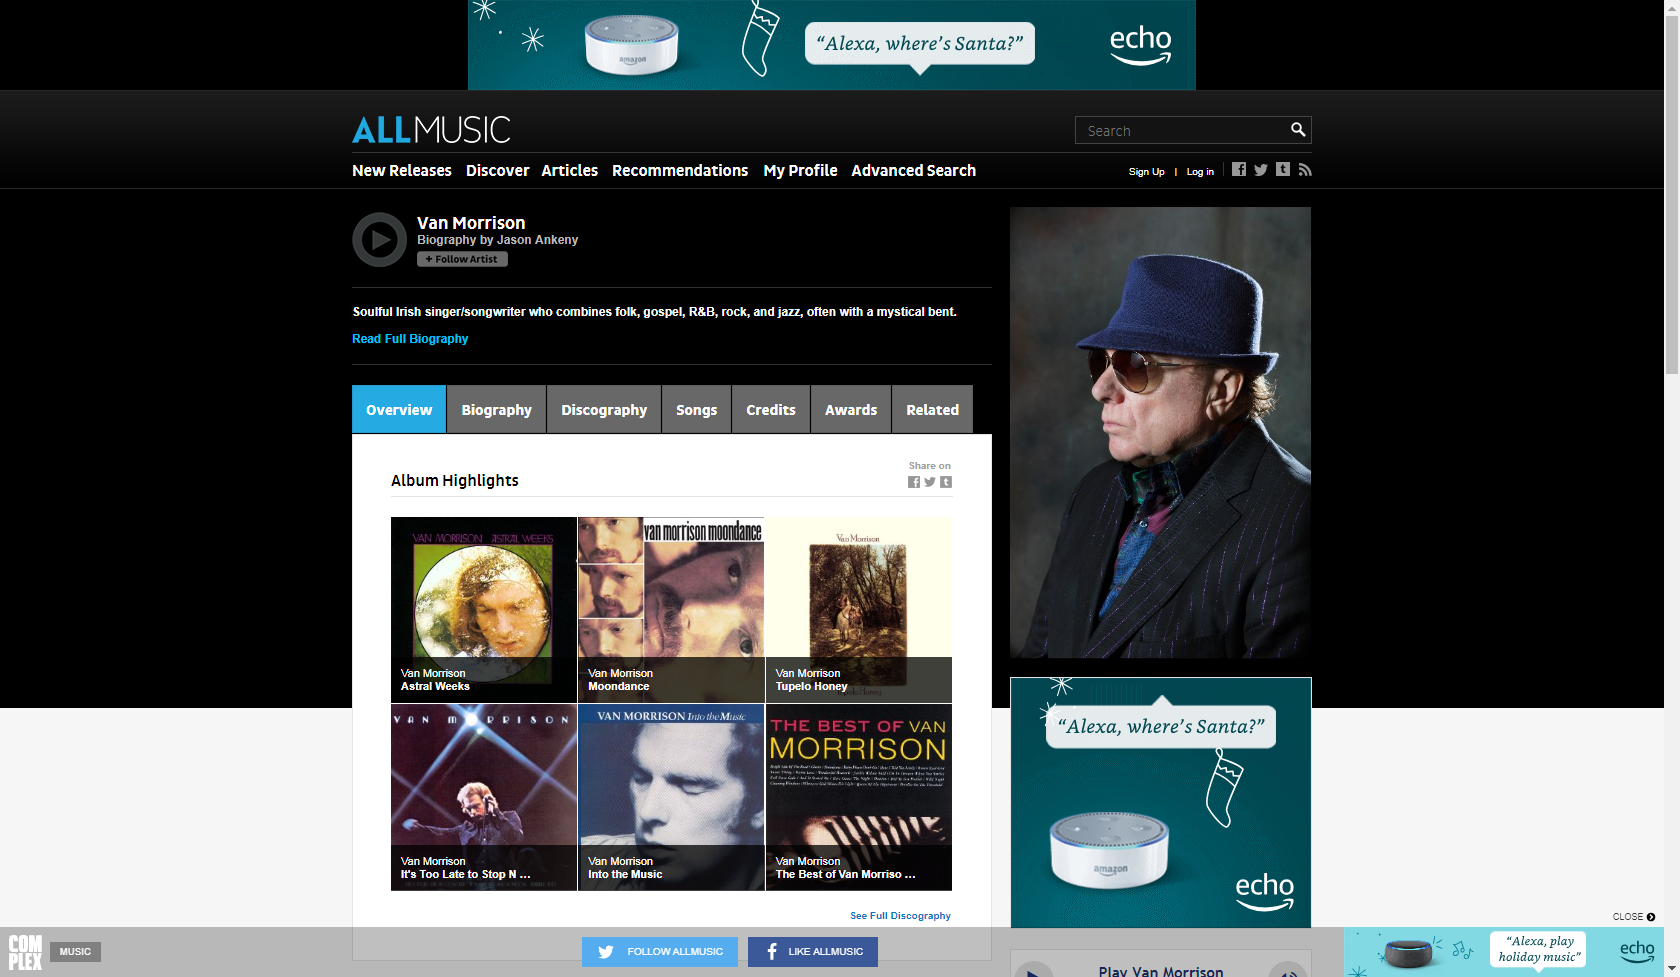 amazon
"Alexa, where's Santa?"
echo
ALLMUSIC
Search
New Releases Discover Articles Recommendations My Profile Advanced Search
Sign Up | Log in
Van Morrison
Biography by Jason Ankeny
+ Follow Artist
Soulful Irish singer/songwriter who combines folk, gospel, R&B, rock, and jazz, often with a mystical bent.
Read Full Biography
Overview Biography Discography Songs Credits Awards Related
Album Highlights
Share on
VAN MORRISON ASTRAL WEEKS
Van Morrison
Astral Weeks
van morrison moondance
Van Morrison
Moondance
Van Morrison
Tupelo Honey
Van Morrison
Tupelo Honey
VAN MORRISON
Van Morrison
It's Too Late to Stop N ...
VAN MORRISON Into the Music
Van Morrison
Into the Music
THE BEST OF VAN
MORRISON
Van Morrison
The Best of Van Morriso ...
See Full Discography
"Alexa, where's Santa?"
amazon
echo
CLOSE
COM
PLEX
MUSIC
FOLLOW ALLMUSIC
LIKE ALLMUSIC
Play Van Morrison
"Alexa, play
holiday music"
echo